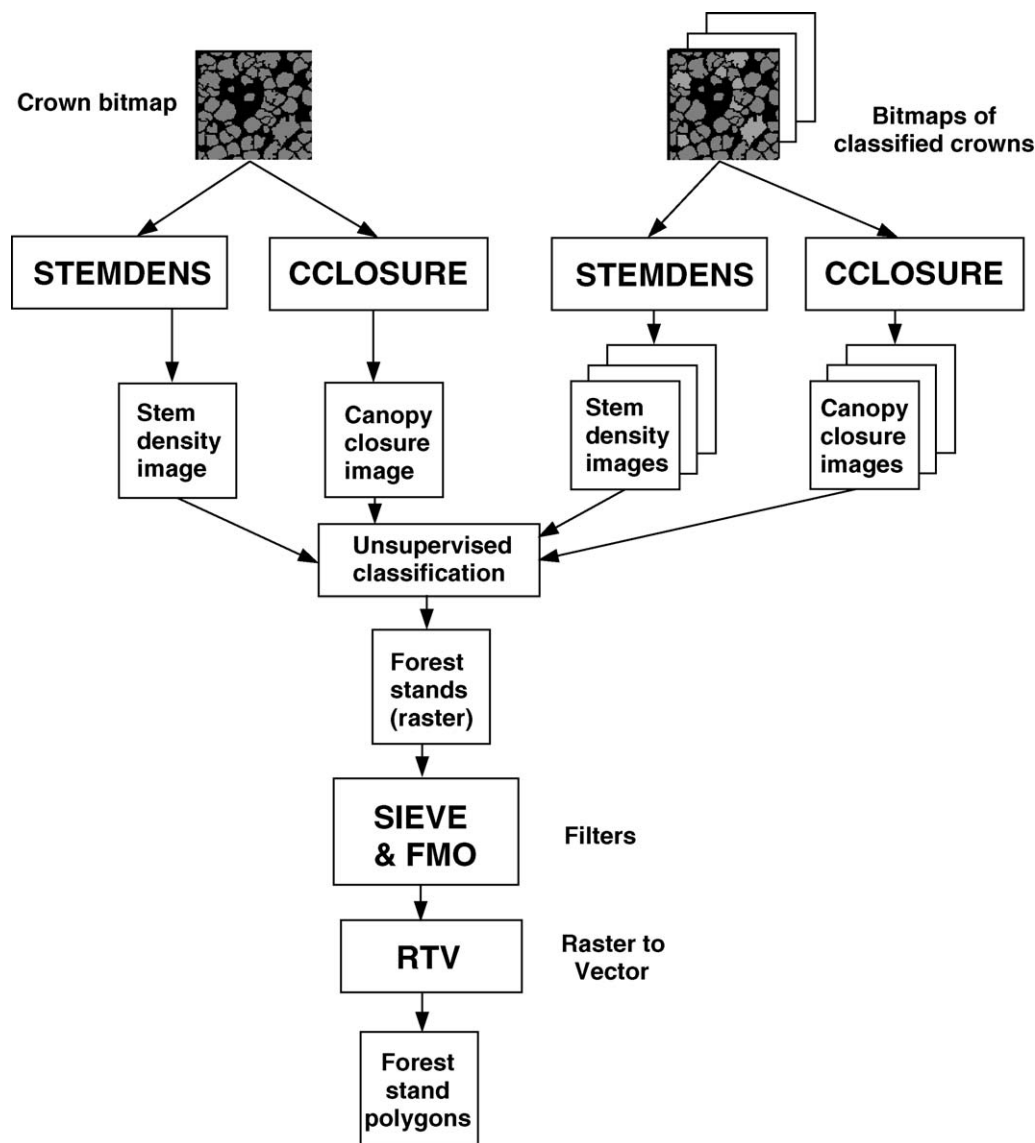 Crown bitmap
Bitmaps of
classified crowns
STEMDENS
CCLOSURE
STEMDENS
CCLOSURE
Stem
density
image
Canopy
closure
image
Stem
density
images
Canopy
closure
images
Unsupervised
classification
Forest
stands
(raster)
SIEVE
& FMO
Filters
RTV
Raster to
Vector
Forest
stand
polygons